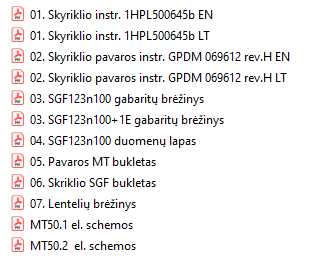 01. Skyriklio instr. 1HPL500645b EN
01. Skyriklio instr. 1HPL500645b LT
02. Skyriklio pavaros instr. GPDM 069612 rev.H EN
02. Skyriklio pavaros instr. GPDM 069612 rev.H LT
03. SGF123n100 gabaritų brėžinys
03. SGF123n100+1E gabaritų brėžinys
04. SGF123n100 duomenų lapas
05. Pavaros MT bukletas
06. Skriklio SGF bukletas
07. Lentelių brėžinys
MT50.1 el. schemos
MT50.2  el. schemos